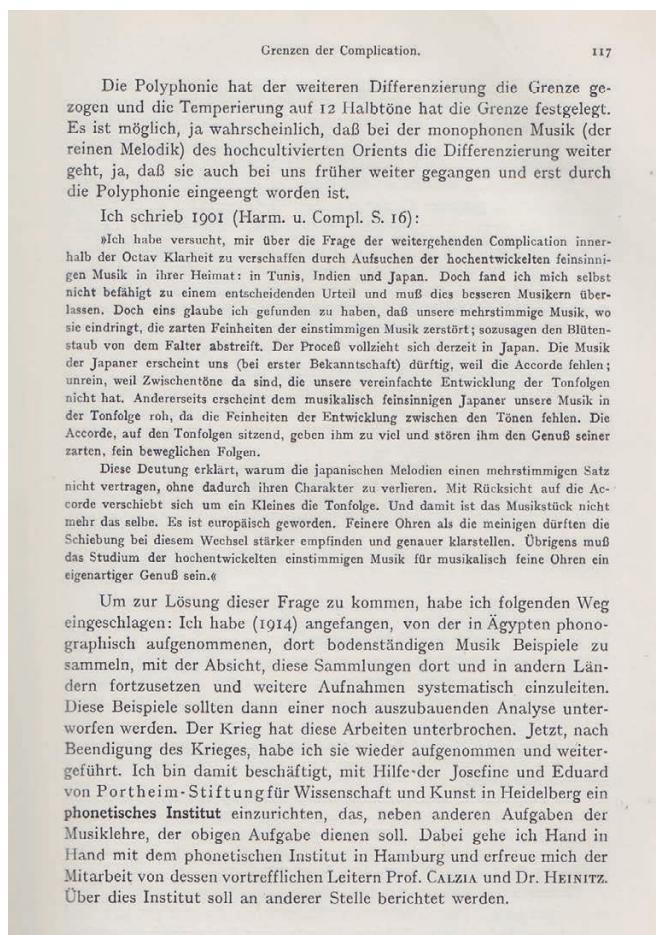 Grenzen der Complication. 117
Die Polyphonie hat der weiteren Differenzierung die Grenze ge-
zogen und die Temperierung auf 12 Halbtöne hat die Grenze festgelegt.
Es ist möglich, ja wahrscheinlich, daß bei der monophonen Musik (der
reinen Melodik) des hochcultivierten Orients die Differenzierung weiter
geht, ja, daß sie auch bei uns früher weiter gegangen und erst durch
die Polyphonie eingeengt worden ist.
Ich schrieb 1901 (Harm. u. Compl. S. 16):
»Ich habe versucht, mir über die Frage der weitergehenden Complication inner-
halb der Octav Klarheit zu verschaffen durch Aufsuchen der hochentwickelten feinsinni-
gen Musik in ihrer Heimat: in Tunis, Indien und Japan. Doch fand ich mich selbst
nicht befähigt zu einem entscheidenden Urteil und muß dies besseren Musikern über-
lassen. Doch eins glaube ich gefunden zu haben, daß unsere mehrstimmige Musik, wo
sie eindringt, die zarten Feinheiten der einstimmigen Musik zerstört; sozusagen den Blüten-
staub von dem Falter abstreift. Der Proceß vollzieht sich derzeit in Japan. Die Musik
der Japaner erscheint uns (bei erster Bekanntschaft) dürftig, weil die Accorde fehlen;
unrein, weil Zwischentöne da sind, die unsere vereinfachte Entwicklung der Tonfolgen
nicht hat. Andererseits erscheint dem musikalisch feinsinnigen Japaner unsere Musik in
der Tonfolge roh, da die Feinheiten der Entwicklung zwischen den Tönen fehlen. Die
Accorde, auf den Tonfolgen sitzend, geben ihm zu viel und stören ihm den Genuß seiner
zarten, fein beweglichen Folgen.
Diese Deutung erklärt, warum die japanischen Melodien einen mehrstimmigen Satz
nicht vertragen, ohne dadurch ihren Charakter zu verlieren. Mit Rücksicht auf die Ac-
corde verschiebt sich um ein Kleines die Tonfolge. Und damit ist das Musikstück nicht
mehr das selbe. Es ist europäisch geworden. Feinere Ohren als die meinigen dürften die
Schiebung bei diesem Wechsel stärker empfinden und genauer klarstellen. Übrigens muß
das Studium der hochentwickelten einstimmigen Musik für musikalisch feine Ohren ein
eigenartiger Genuß sein.«
Um zur Lösung dieser Frage zu kommen, habe ich folgenden Weg
eingeschlagen: Ich habe (1914) angefangen, von der in Ägypten phono-
graphisch aufgenommenen, dort bodenständigen Musik Beispiele zu
sammeln, mit der Absicht, diese Sammlungen dort und in andern Län-
dern fortzusetzen und weitere Aufnahmen systematisch einzuleiten.
Diese Beispiele sollten dann einer noch auszubauenden Analyse unter-
worfen werden. Der Krieg hat diese Arbeiten unterbrochen. Jetzt, nach
Beendigung des Krieges, habe ich sie wieder aufgenommen und weiter-
geführt. Ich bin damit beschäftigt, mit Hilfe der Josefine und Eduard
von Portheim-Stiftung für Wissenschaft und Kunst in Heidelberg ein
phonetisches Institut einzurichten, das, neben anderen Aufgaben der
Musiklehre, der obigen Aufgabe dienen soll. Dabei gehe ich Hand in
Hand mit dem phonetischen Institut in Hamburg und erfreue mich der
Mitarbeit von dessen vortrefflichen Leitern Prof. CALZIA und Dr. HEINITZ.
Über dies Institut soll an anderer Stelle berichtet werden.